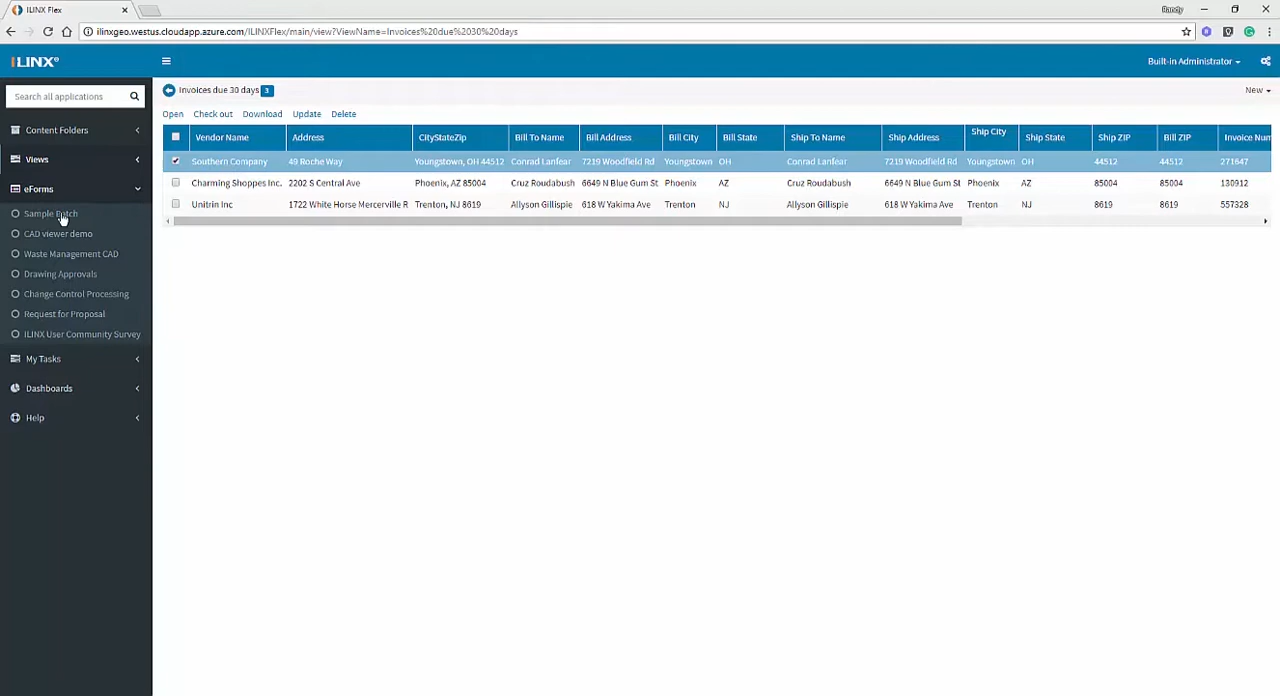 ILINX Flex
Randy
ilinxgeo.westus.cloudapp.azure.com/ILINXFlex/main/view?ViewName=Invoices%20due%2030%20days
ILINX®
Built-in Administrator
Search all applications
Invoices due 30 days 3
New
Open Check out Download Update Delete
Content Folders
Views
eForms
Sample Batch
CAD viewer demo
Waste Management CAD
Drawing Approvals
Change Control Processing
Request for Proposal
ILINX User Community Survey
My Tasks
Dashboards
Help
Vendor Name Address CityStateZip Bill To Name Bill Address Bill City Bill State Ship To Name Ship Address Ship City Ship State Ship ZIP Bill ZIP Invoice Num
Southern Company 49 Roche Way Youngstown, OH 44512 Conrad Lanfear 7219 Woodfield Rd Youngstown OH Conrad Lanfear 7219 Woodfield Rd Youngstown OH 44512 44512 271647
Charming Shoppes Inc. 2202 S Central Ave Phoenix, AZ 85004 Cruz Roudabush 6649 N Blue Gum St Phoenix AZ Cruz Roudabush 6649 N Blue Gum St Phoenix AZ 85004 85004 130912
Unitrin Inc 1722 White Horse Mercerville R Trenton, NJ 8619 Allyson Gillispie 618 W Yakima Ave Trenton NJ Allyson Gillispie 618 W Yakima Ave Trenton NJ 8619 8619 557328